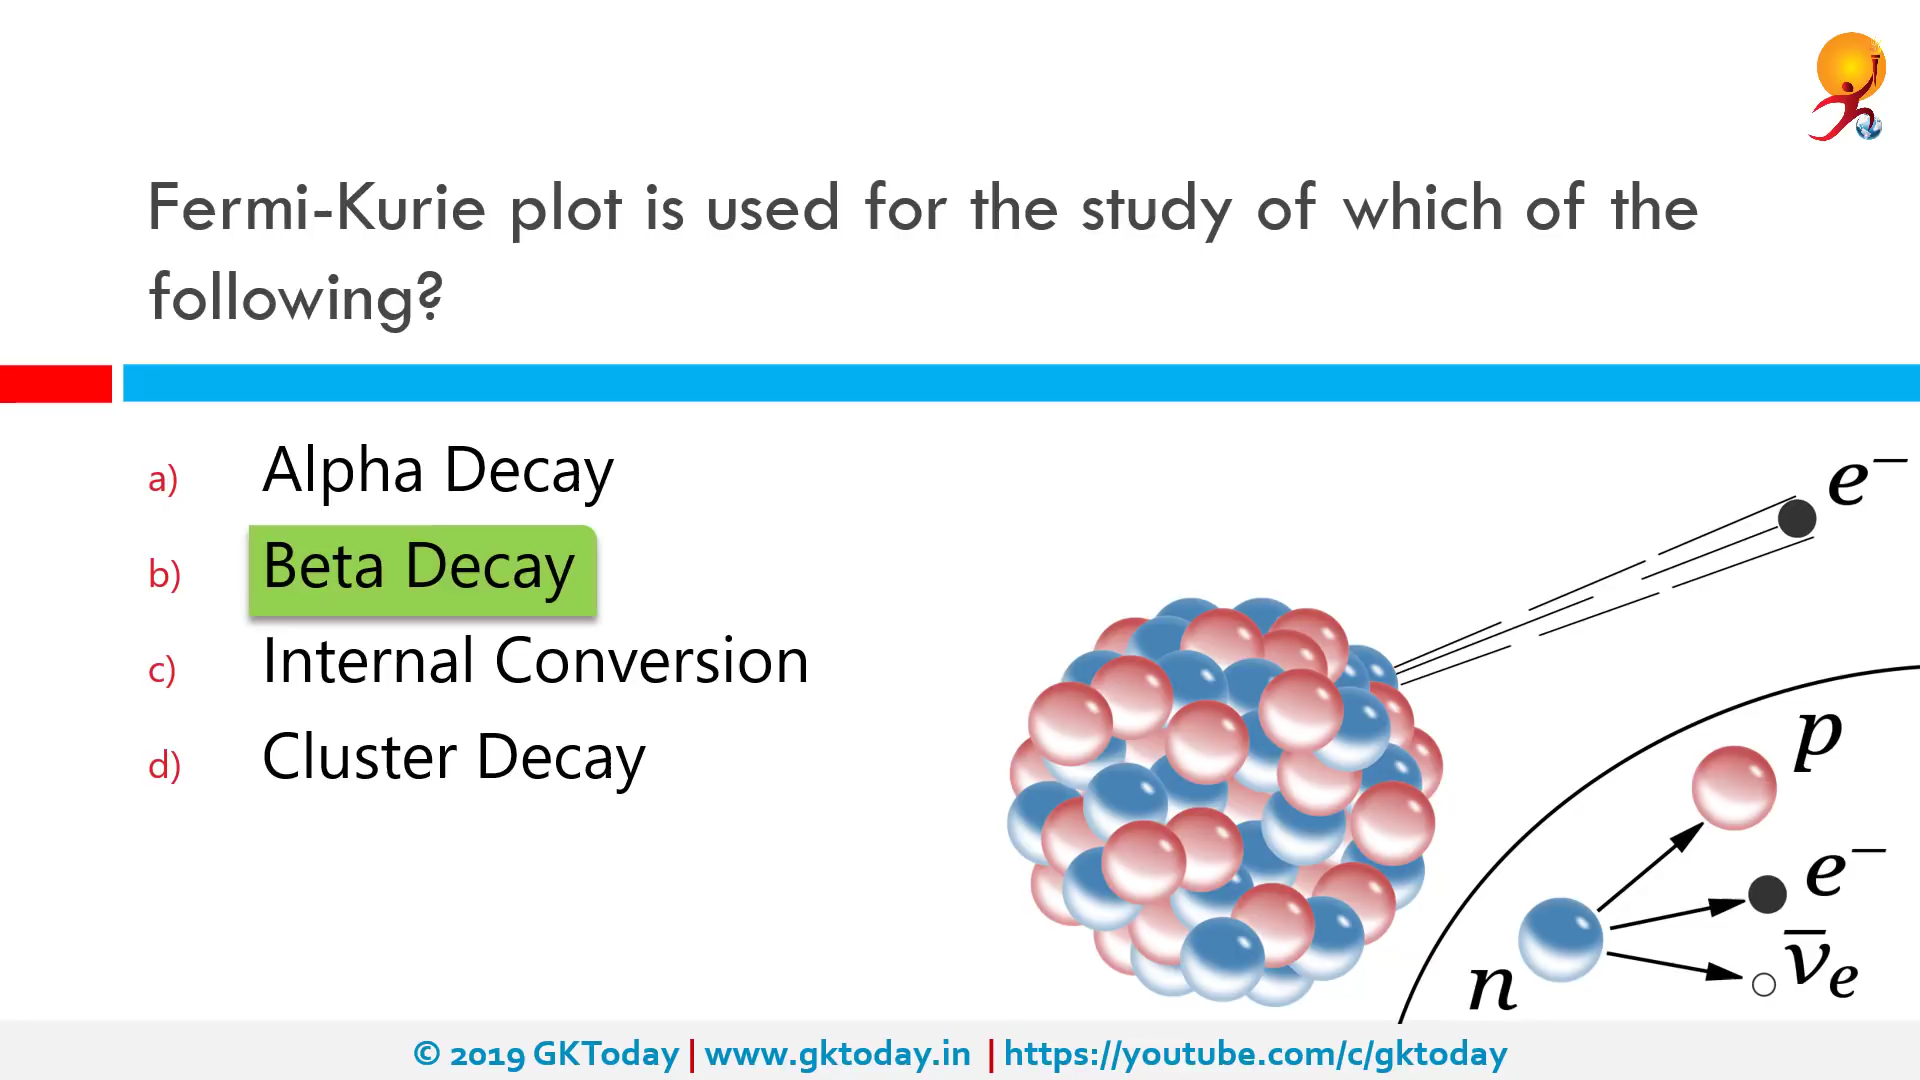 Fermi-Kurie plot is used for the study of which of the
following?
a) Alpha Decay
b) Beta Decay
c) Internal Conversion
d) Cluster Decay
e⁻
p
e⁻
n
ν̅ₑ
© 2019 GKToday | www.gktoday.in | https://youtube.com/c/gktoday